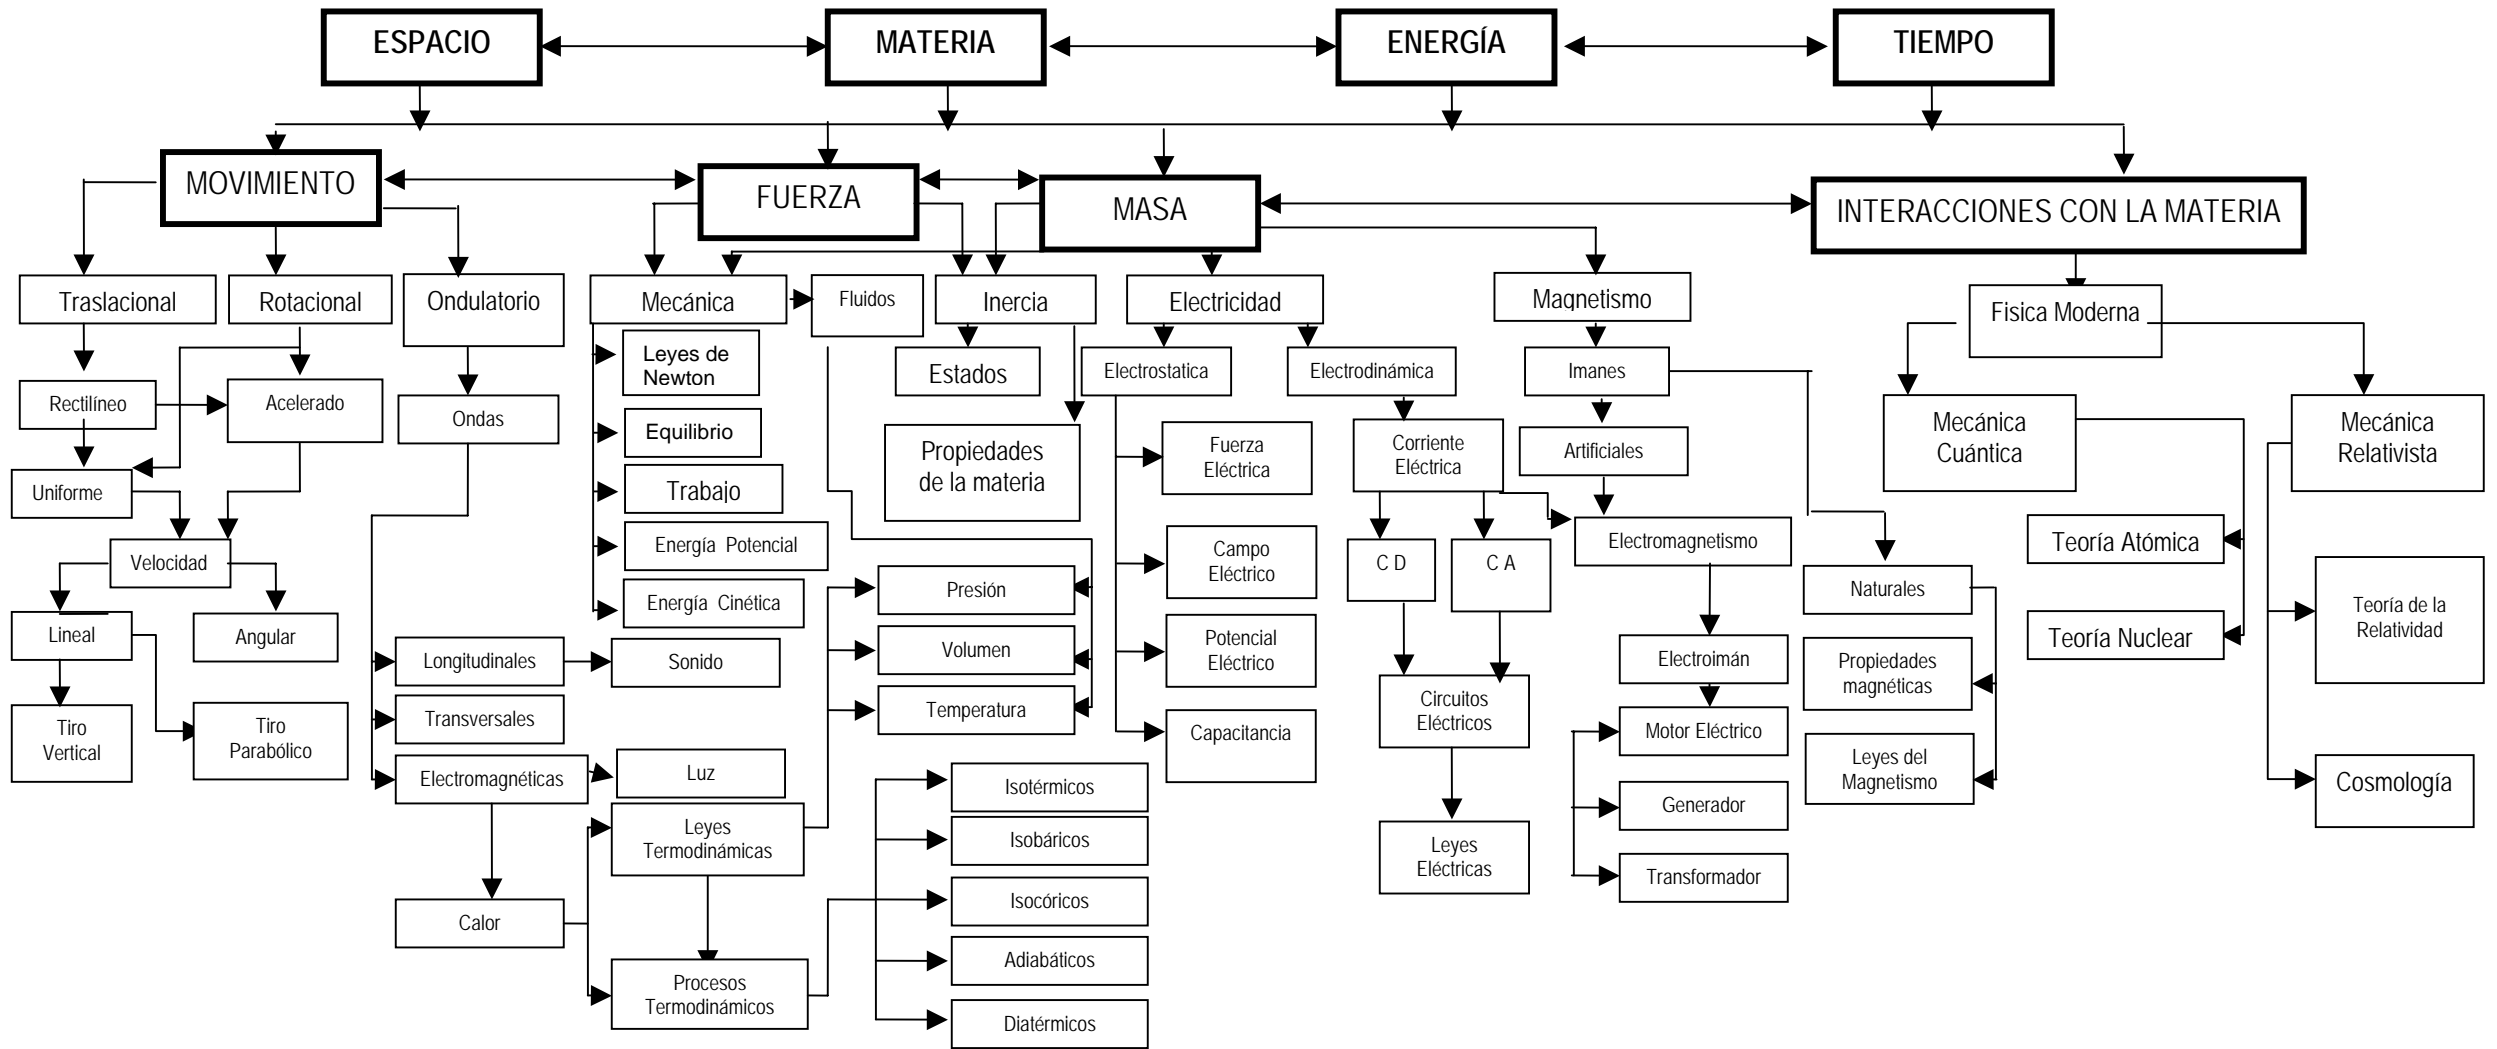 ESPACIO
MATERIA
ENERGÍA
TIEMPO
MOVIMIENTO
FUERZA
MASA
INTERACCIONES CON LA MATERIA
Traslacional
Rotacional
Ondulatorio
Mecánica
Fluidos
Inercia
Electricidad
Magnetismo
Fisica Moderna
Leyes de
Newton
Estados
Electrostatica
Electrodinámica
Imanes
Rectilíneo
Acelerado
Ondas
Equilibrio
Propiedades
de la materia
Fuerza
Eléctrica
Corriente
Eléctrica
Artificiales
Mecánica
Cuántica
Mecánica
Relativista
Uniforme
Trabajo
Velocidad
Energía Potencial
Campo
Eléctrico
C D
C A
Electromagnetismo
Teoría Atómica
Energía Cinética
Presión
Naturales
Teoría de la
Relatividad
Lineal
Angular
Longitudinales
Sonido
Volumen
Potencial
Eléctrico
Electroimán
Propiedades
magnéticas
Teoría Nuclear
Tiro
Vertical
Tiro
Parabólico
Transversales
Temperatura
Capacitancia
Circuitos
Eléctricos
Motor Eléctrico
Leyes del
Magnetismo
Electromagnéticas
Luz
Isotérmicos
Generador
Cosmología
Leyes
Termodinámicas
Isobáricos
Leyes
Eléctricas
Transformador
Calor
Isocóricos
Procesos
Termodinámicos
Adiabáticos
Diatérmicos